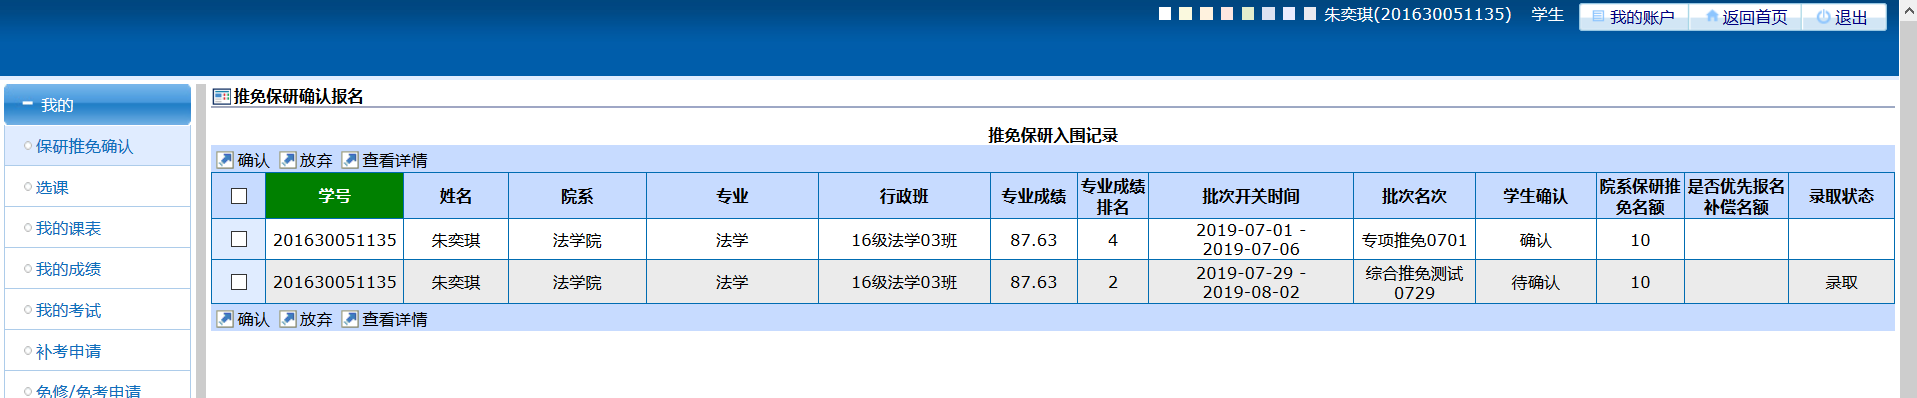 朱奕琪(201630051135) 学生 我的账户 返回首页 退出
我的
保研推免确认
选课
我的课表
我的成绩
我的考试
补考申请
免修/免考申请
推免保研确认报名
推免保研入围记录
确认 放弃 查看详情
学号 姓名 院系 专业 行政班 专业成绩 专业成绩排名 批次开关时间 批次名次 学生确认 院系保研推免名额 是否优先报名补偿名额 录取状态
201630051135 朱奕琪 法学院 法学 16级法学03班 87.63 4 2019-07-01 - 2019-07-06 专项推免0701 确认 10
201630051135 朱奕琪 法学院 法学 16级法学03班 87.63 2 2019-07-29 - 2019-08-02 综合推免测试0729 待确认 10 录取
确认 放弃 查看详情